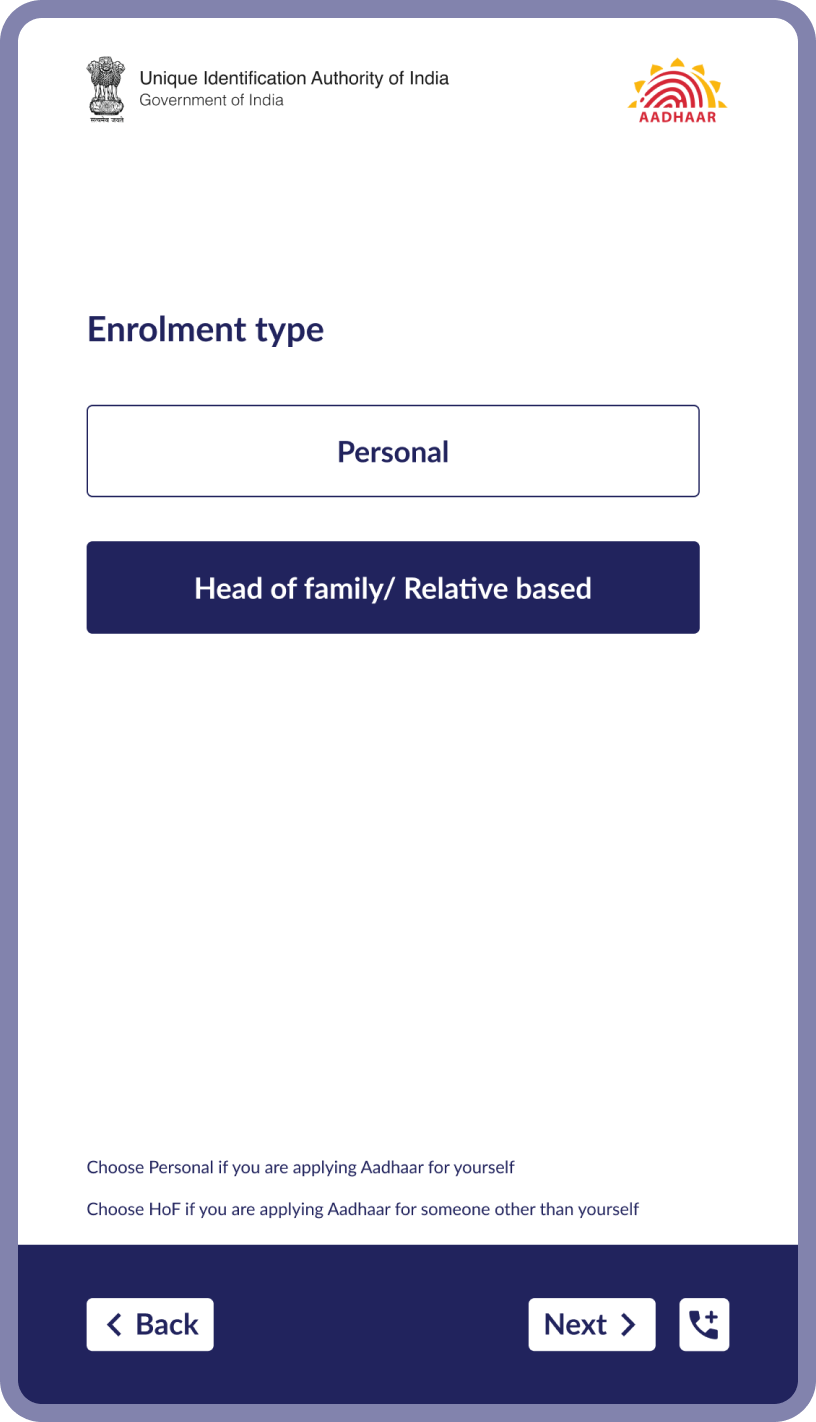 Unique Identification Authority of India
Government of India
सत्यमेव जयते
AADHAAR
Enrolment type
Personal
Head of family/ Relative based
Choose Personal if you are applying Aadhaar for yourself
Choose HoF if you are applying Aadhaar for someone other than yourself
Back
Next